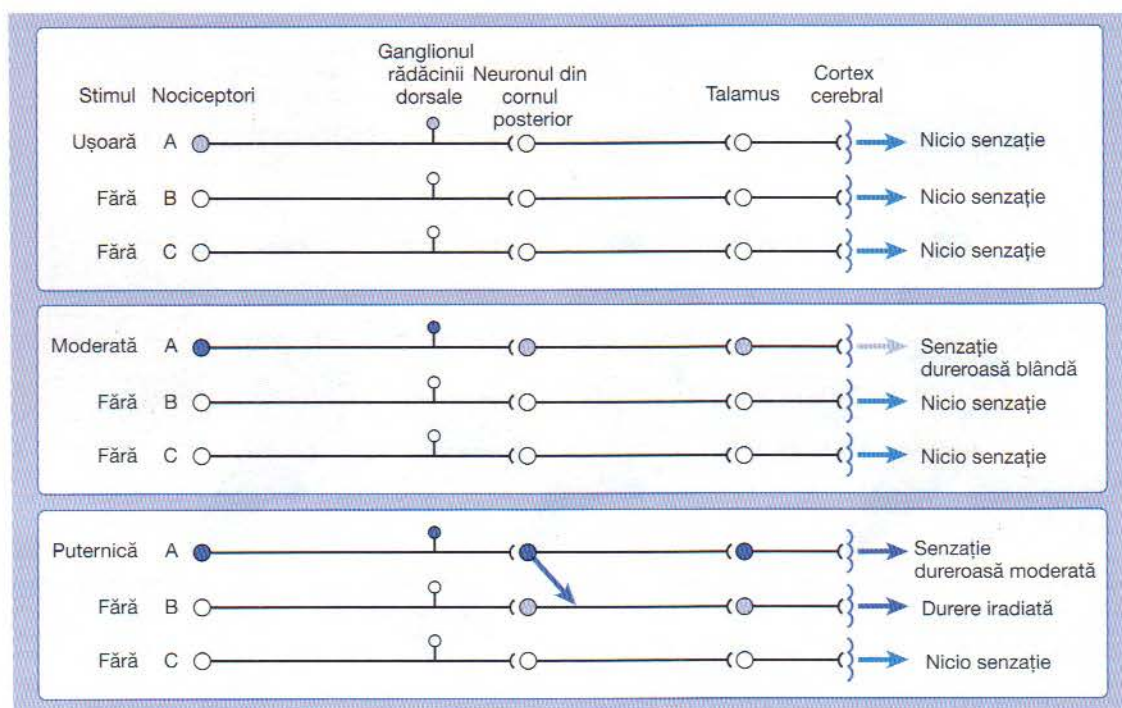 Ganglionul
rădăcinii
dorsale
Neuronul din
cornul
posterior
Cortex
cerebral
Stimul Nociceptori
Talamus
Ușoară A
Nicio senzație
Fără B
Nicio senzație
Fără C
Nicio senzație
Moderată A
Senzație
dureroasă blândă
Fără B
Nicio senzație
Fără C
Nicio senzație
Puternică A
Senzație
dureroasă moderată
Fără B
Durere iradiată
Fără C
Nicio senzație